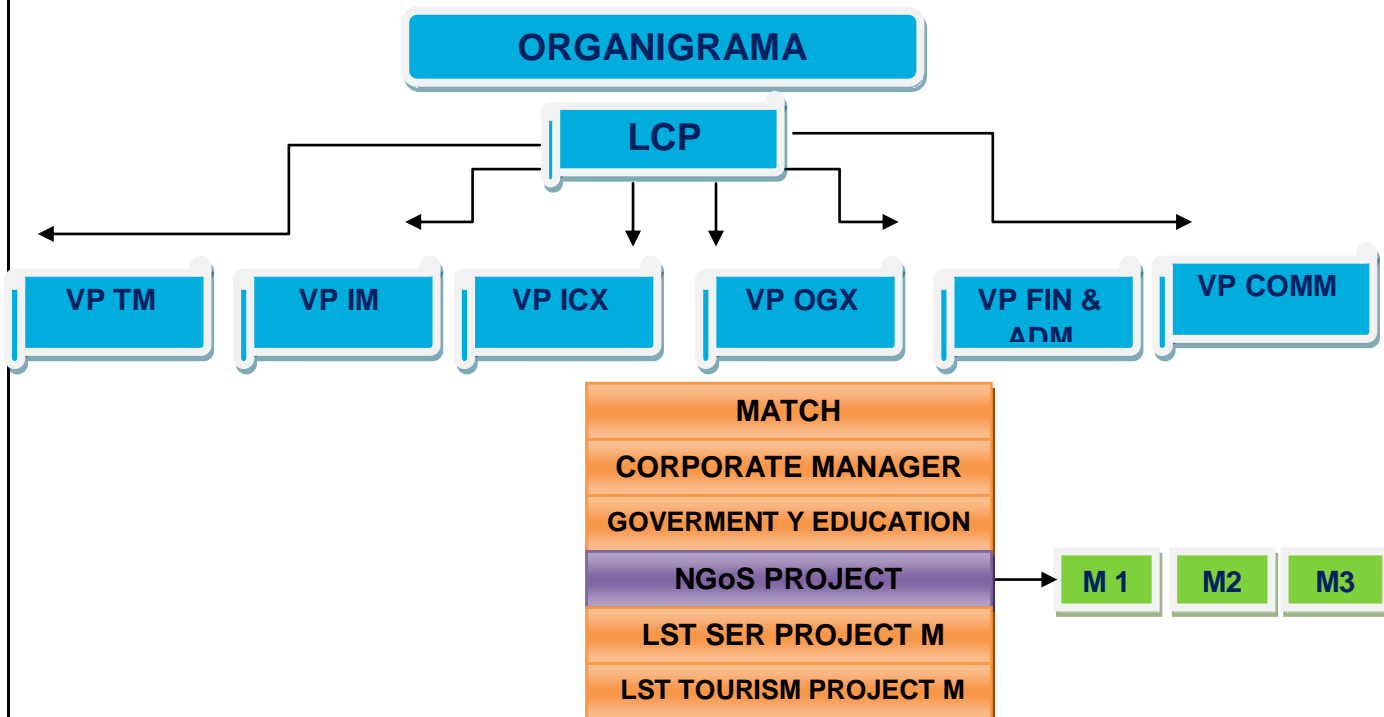 ORGANIGRAMA
LCP
VP TM
VP IM
VP ICX
VP OGX
VP FIN &
ADM
VP COMM
MATCH
CORPORATE MANAGER
GOVERMENT Y EDUCATION
NGoS PROJECT
M 1
M2
M3
LST SER PROJECT M
LST TOURISM PROJECT M